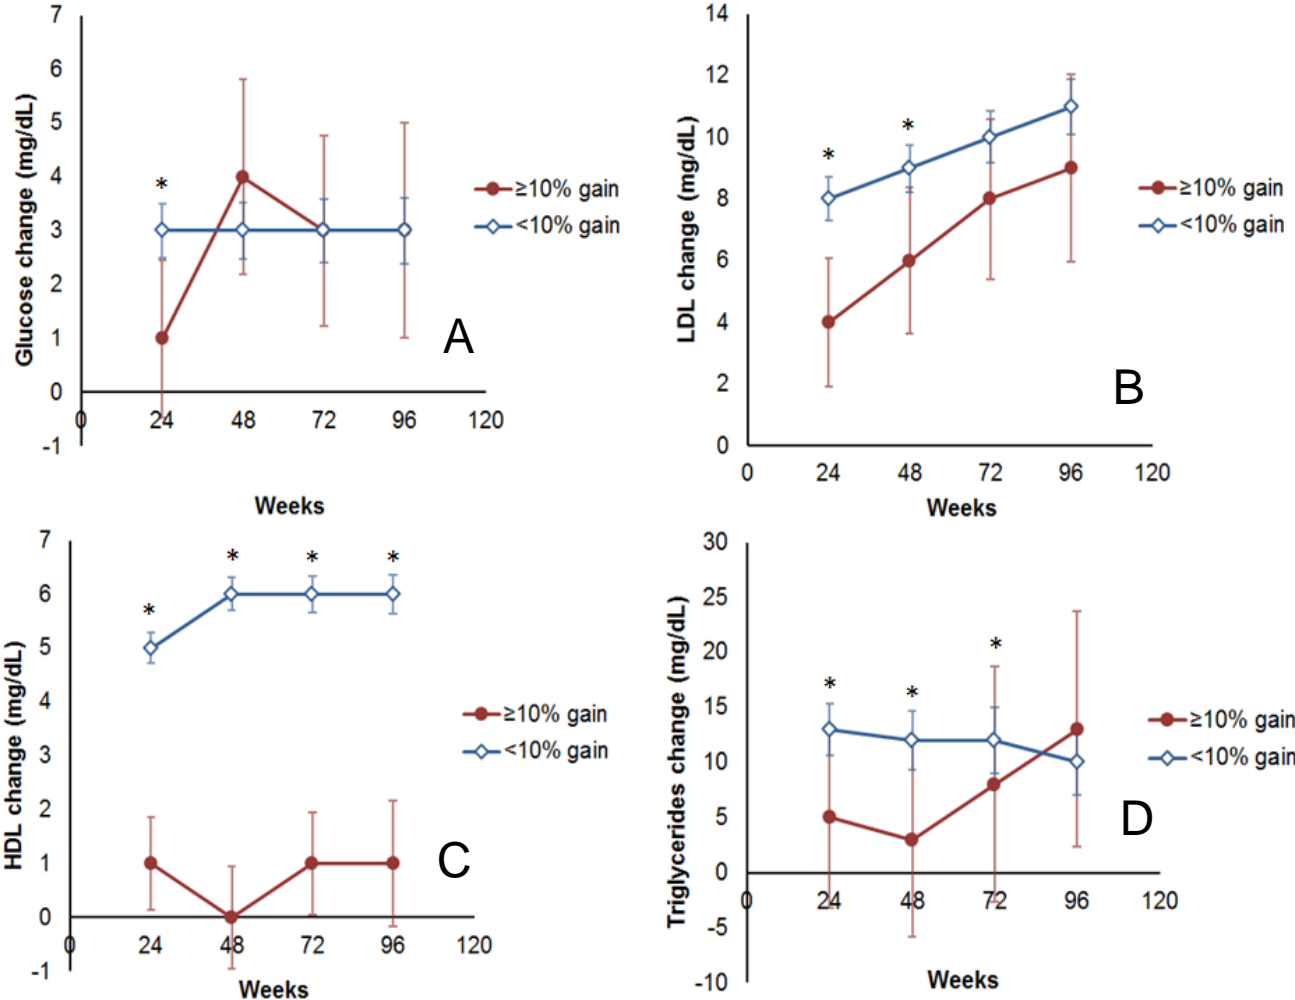 Glucose change (mg/dL)
7
6
5
4
3
2
1
0
-1
*
0 24 48 72 96 120
Weeks
≥10% gain
<10% gain
A
LDL change (mg/dL)
14
12
10
8
6
4
2
0
* *
0 24 48 72 96 120
Weeks
≥10% gain
<10% gain
B
HDL change (mg/dL)
7
6
5
4
3
2
1
0
-1
* * * *
0 24 48 72 96 120
Weeks
≥10% gain
<10% gain
C
Triglycerides change (mg/dL)
30
25
20
15
10
5
0
-5
-10
* * *
0 24 48 72 96 120
Weeks
≥10% gain
<10% gain
D